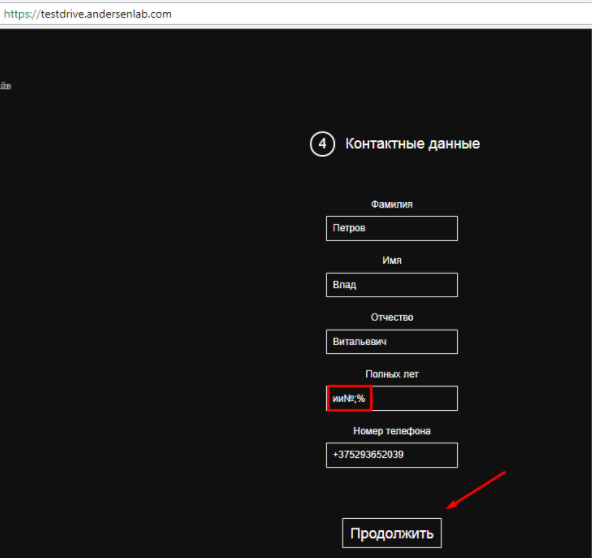 https://testdrive.andersenlab.com
4 Контактные данные
Фамилия
Петров
Имя
Влад
Отчество
Витальевич
Полных лет
ии№;%
Номер телефона
+375293652039
Продолжить